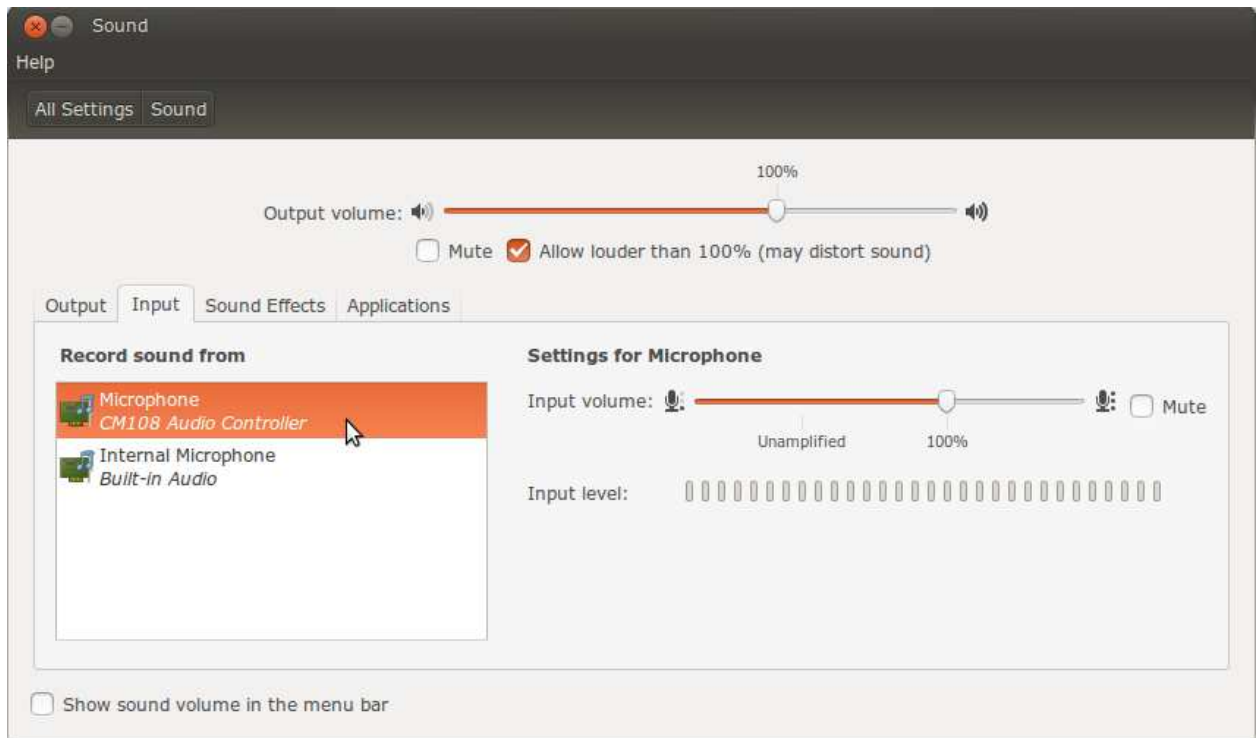 Sound
Help
All Settings Sound
100%
Output volume:
Mute Allow louder than 100% (may distort sound)
Output Input Sound Effects Applications
Record sound from
Microphone
CM108 Audio Controller
Internal Microphone
Built-in Audio
Settings for Microphone
Input volume: Mute
Unamplified 100%
Input level:
Show sound volume in the menu bar